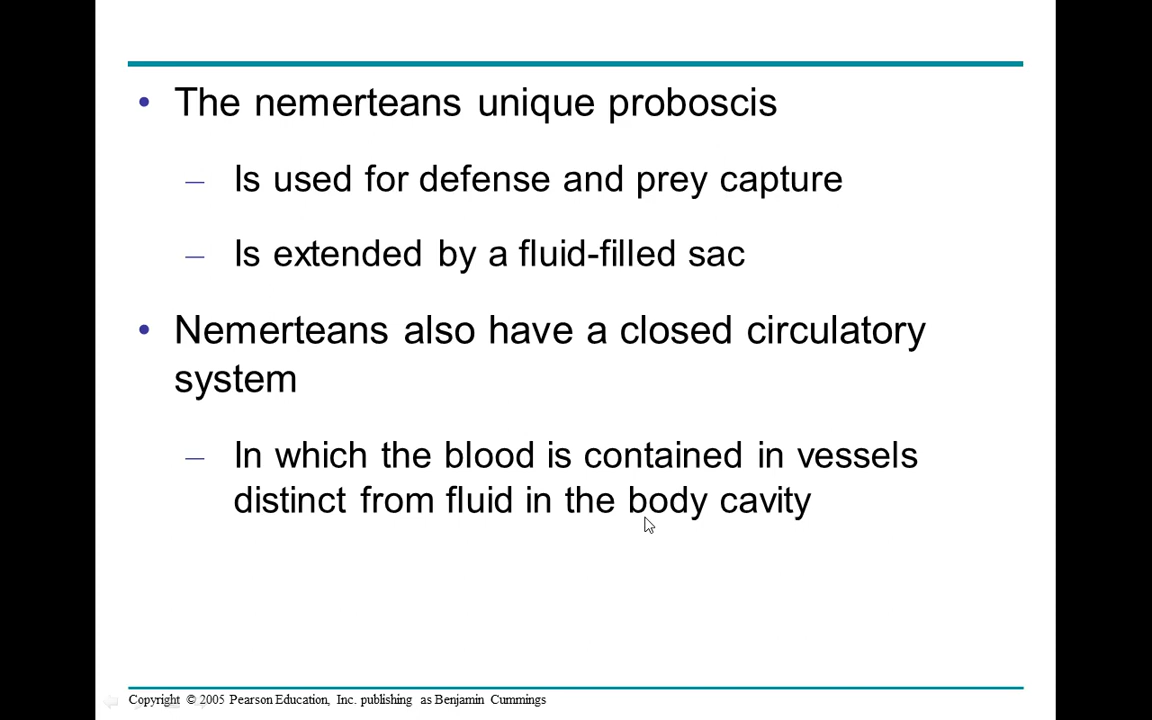 • The nemerteans unique proboscis
– Is used for defense and prey capture
– Is extended by a fluid-filled sac
• Nemerteans also have a closed circulatory
system
– In which the blood is contained in vessels
distinct from fluid in the body cavity
Copyright © 2005 Pearson Education, Inc. publishing as Benjamin Cummings